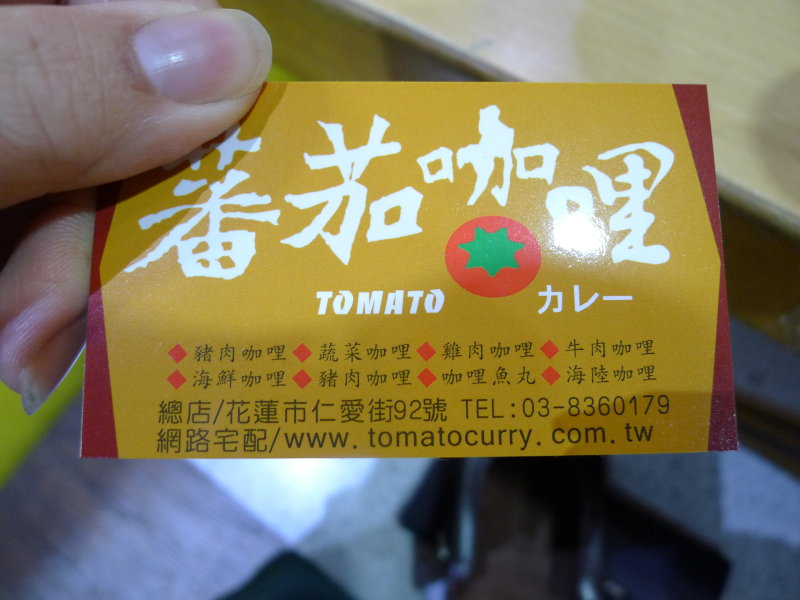 蕃茄咖哩
TOMATO カレー
◆豬肉咖哩◆蔬菜咖哩◆雞肉咖哩◆牛肉咖哩
◆海鮮咖哩◆豬肉咖哩◆咖哩魚丸◆海陸咖哩
總店/花蓮市仁愛街92號 TEL:03-8360179
網路宅配/www.tomatocurry.com.tw